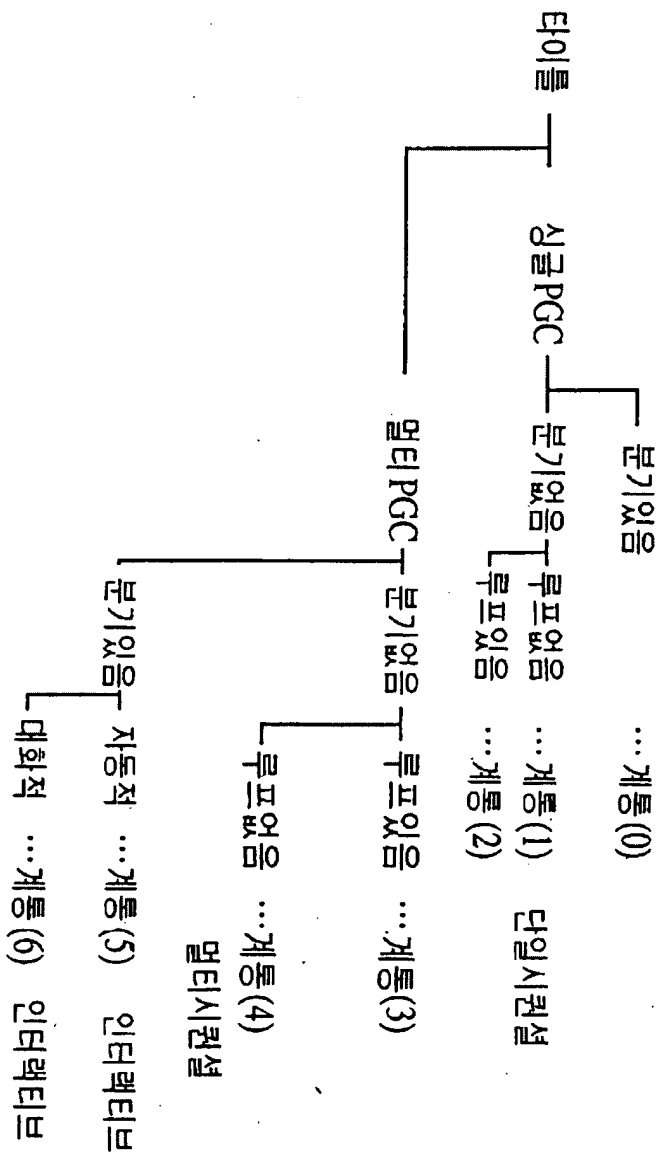 분기있음 …계통(0)
타이틀 싱글PGC 분기없음 루프없음 …계통(1) 단일시퀀셜
루프있음 …계통(2)
멀티PGC 분기없음 루프있음 …계통(3)
루프없음 …계통(4)
멀티시퀀셜
분기있음 자동적 …계통(5) 인터랙티브
대화적 …계통(6) 인터랙티브